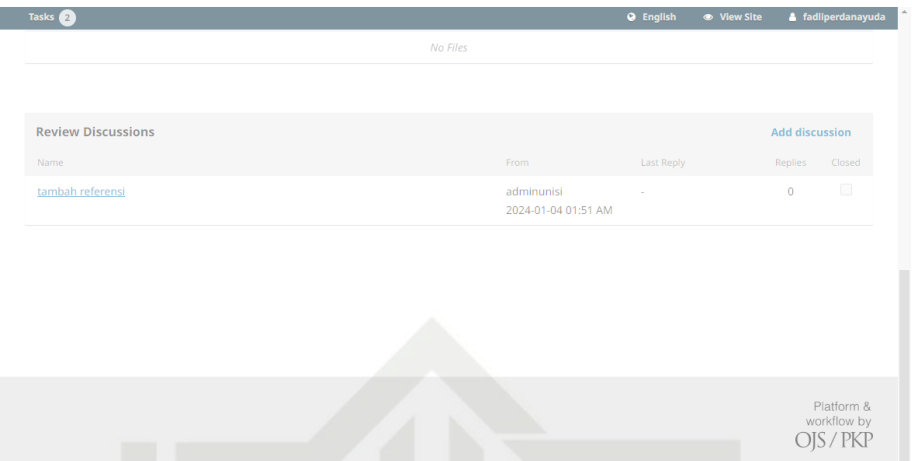 Tasks 2 English View Site fadliperdanayuda
No Files
Review Discussions Add discussion
Name From Last Reply Replies Closed
tambah referensi adminunisi - 0
2024-01-04 01:51 AM
Platform &
workflow by
OJS / PKP